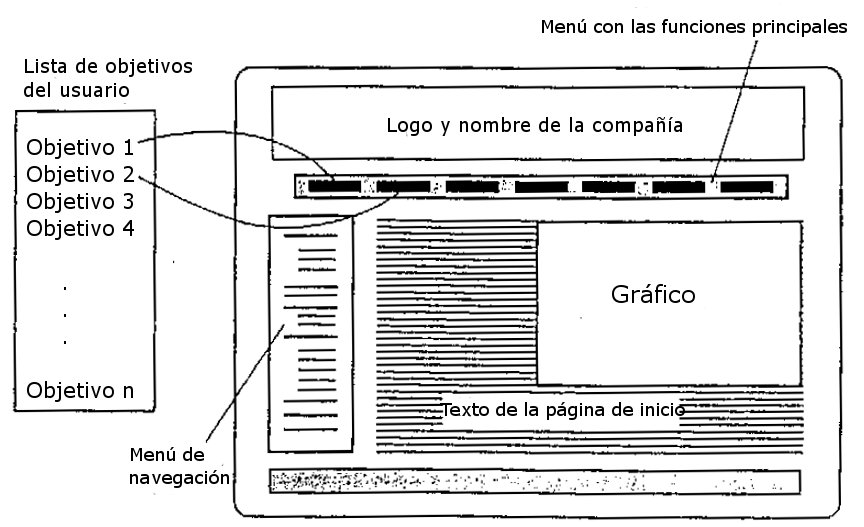 Menú con las funciones principales
Lista de objetivos
del usuario
Logo y nombre de la compañía
Objetivo 1
Objetivo 2
Objetivo 3
Objetivo 4
.
.
.
Objetivo n
Gráfico
Texto de la página de inicio
Menú de
navegación